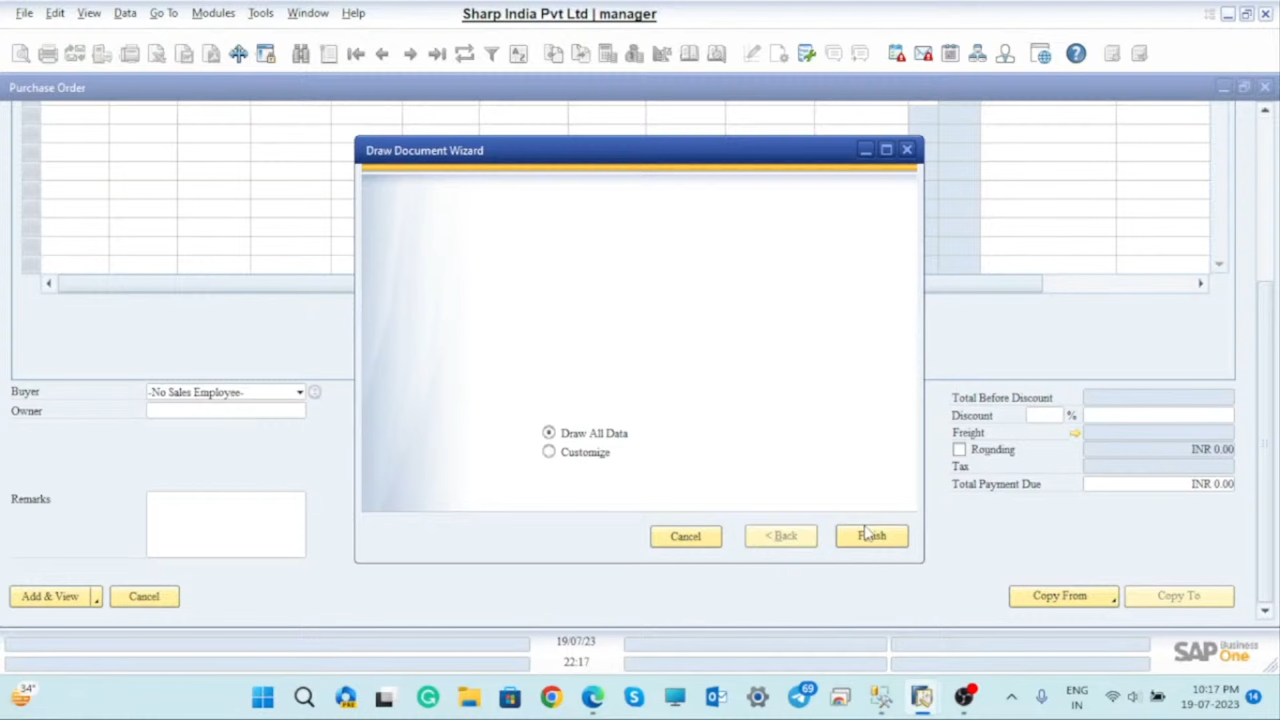 File Edit View Data Go To Modules Tools Window Help
Sharp India Pvt Ltd | manager
Purchase Order
Draw Document Wizard
Draw All Data
Customize
Cancel
< Back
Finish
Buyer
-No Sales Employee-
Owner
Remarks
Total Before Discount
Discount %
Freight
Rounding INR 0.00
Tax
Total Payment Due INR 0.00
Add & View
Cancel
Copy From
Copy To
19/07/23
22:17
SAP Business One
34°
69
ENG
IN
10:17 PM
19-07-2023
14